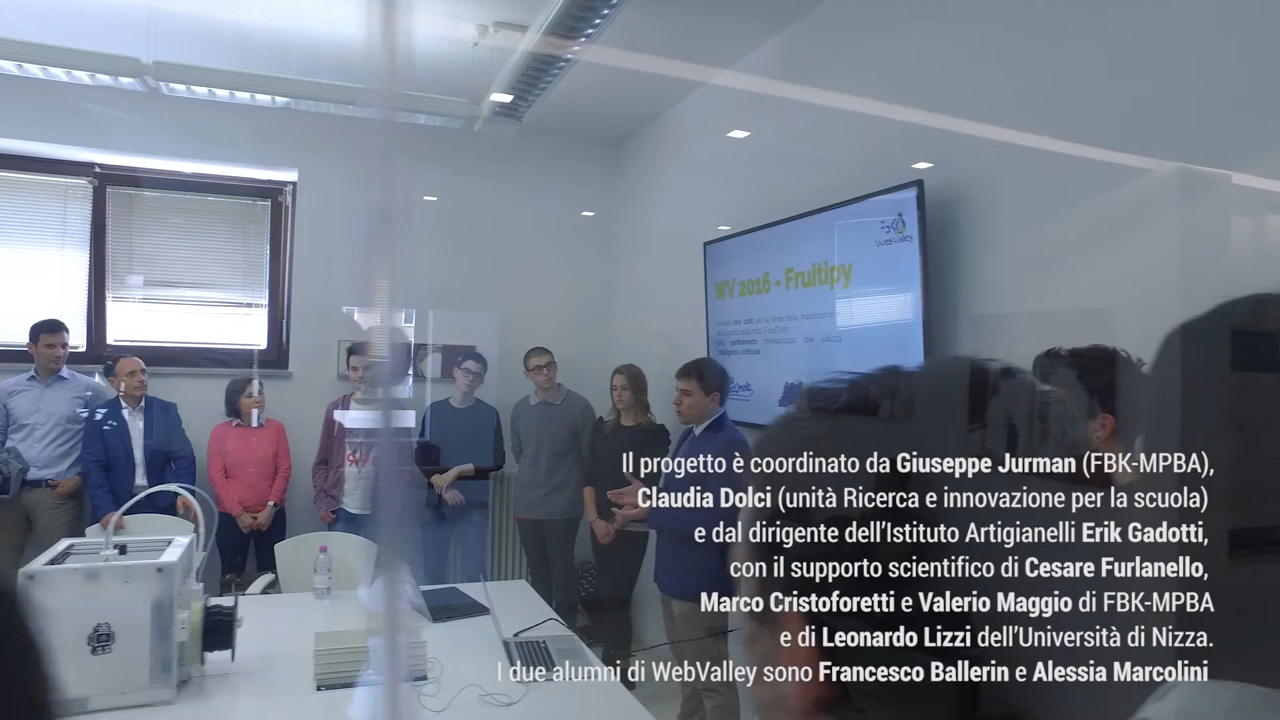 WebValley
WV 2016 - Fruitipy
Il progetto è coordinato da Giuseppe Jurman (FBK-MPBA),
Claudia Dolci (unità Ricerca e innovazione per la scuola)
e dal dirigente dell’Istituto Artigianelli Erik Gadotti,
con il supporto scientifico di Cesare Furlanello,
Marco Cristoforetti e Valerio Maggio di FBK-MPBA
e di Leonardo Lizzi dell’Università di Nizza.
I due alumni di WebValley sono Francesco Ballerin e Alessia Marcolini